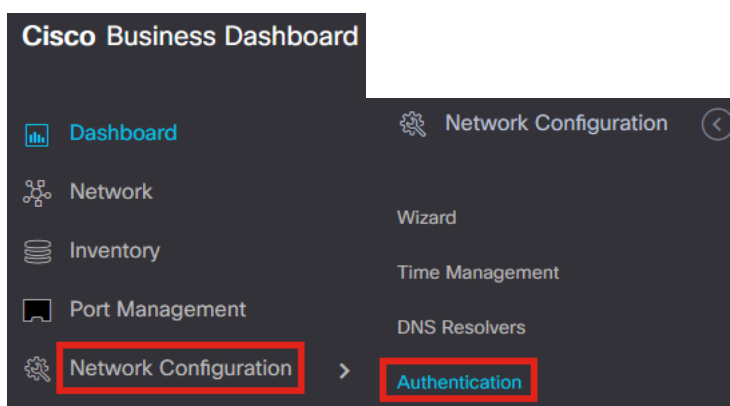 Cisco Business Dashboard
Dashboard
Network
Inventory
Port Management
Network Configuration
Network Configuration
Wizard
Time Management
DNS Resolvers
Authentication